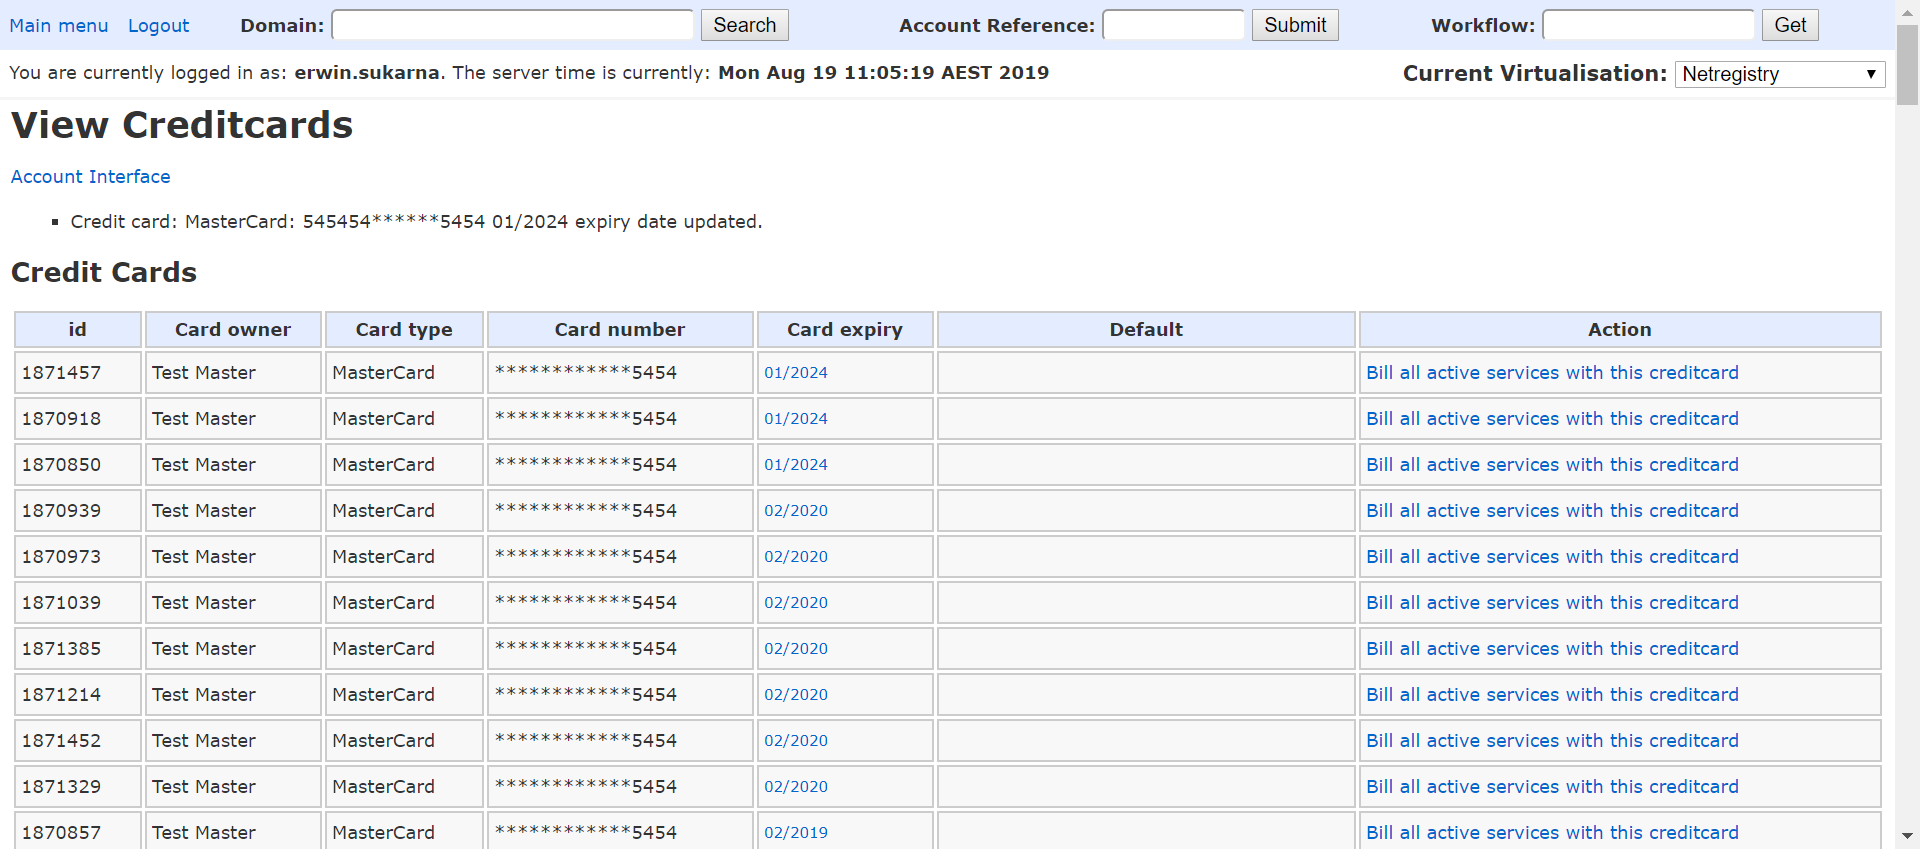 Main menu Logout Domain: Search Account Reference: Submit Workflow: Get
You are currently logged in as: erwin.sukarna. The server time is currently: Mon Aug 19 11:05:19 AEST 2019 Current Virtualisation: Netregistry
View Creditcards
Account Interface
Credit card: MasterCard: 545454******5454 01/2024 expiry date updated.
Credit Cards
id Card owner Card type Card number Card expiry Default Action
1871457 Test Master MasterCard ************5454 01/2024 Bill all active services with this creditcard
1870918 Test Master MasterCard ************5454 01/2024 Bill all active services with this creditcard
1870850 Test Master MasterCard ************5454 01/2024 Bill all active services with this creditcard
1870939 Test Master MasterCard ************5454 02/2020 Bill all active services with this creditcard
1870973 Test Master MasterCard ************5454 02/2020 Bill all active services with this creditcard
1871039 Test Master MasterCard ************5454 02/2020 Bill all active services with this creditcard
1871385 Test Master MasterCard ************5454 02/2020 Bill all active services with this creditcard
1871214 Test Master MasterCard ************5454 02/2020 Bill all active services with this creditcard
1871452 Test Master MasterCard ************5454 02/2020 Bill all active services with this creditcard
1871329 Test Master MasterCard ************5454 02/2020 Bill all active services with this creditcard
1870857 Test Master MasterCard ************5454 02/2019 Bill all active services with this creditcard